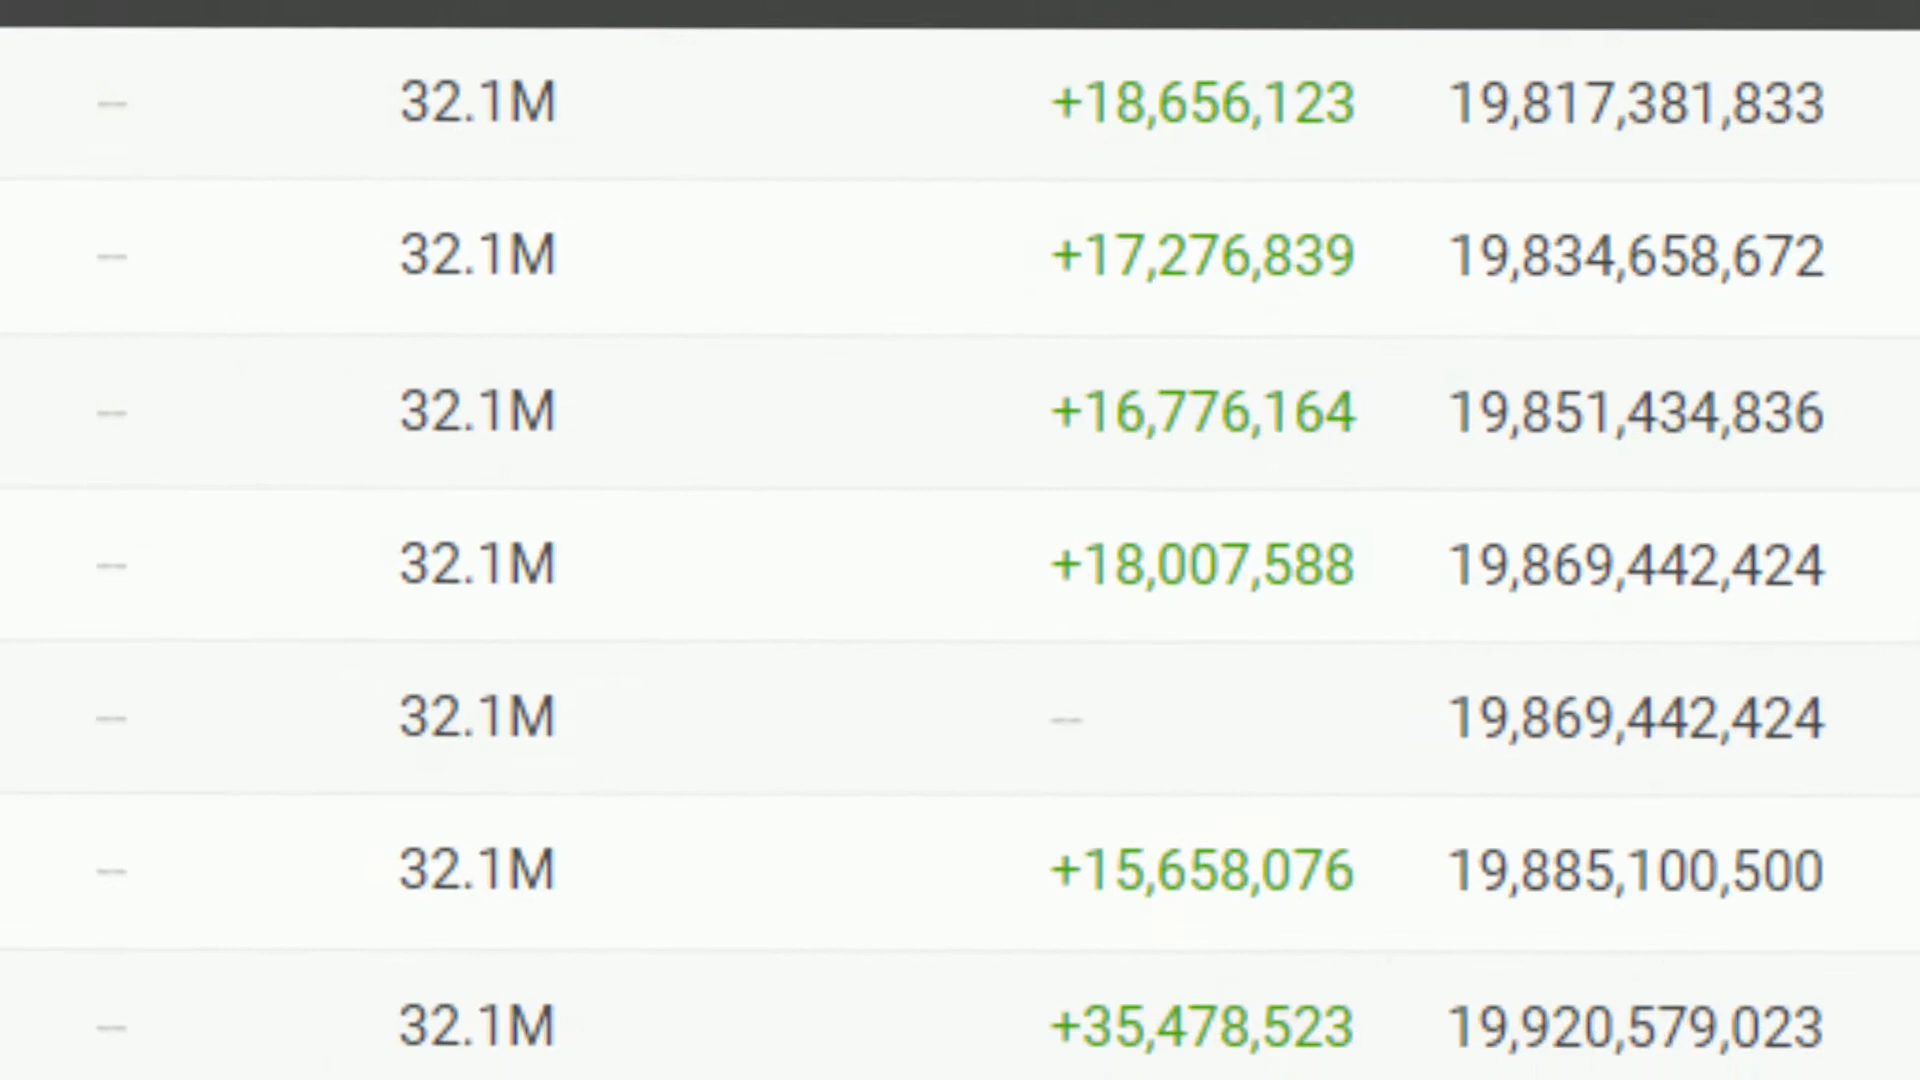 -- 32.1M +18,656,123 19,817,381,833
-- 32.1M +17,276,839 19,834,658,672
-- 32.1M +16,776,164 19,851,434,836
-- 32.1M +18,007,588 19,869,442,424
-- 32.1M -- 19,869,442,424
-- 32.1M +15,658,076 19,885,100,500
-- 32.1M +35,478,523 19,920,579,023